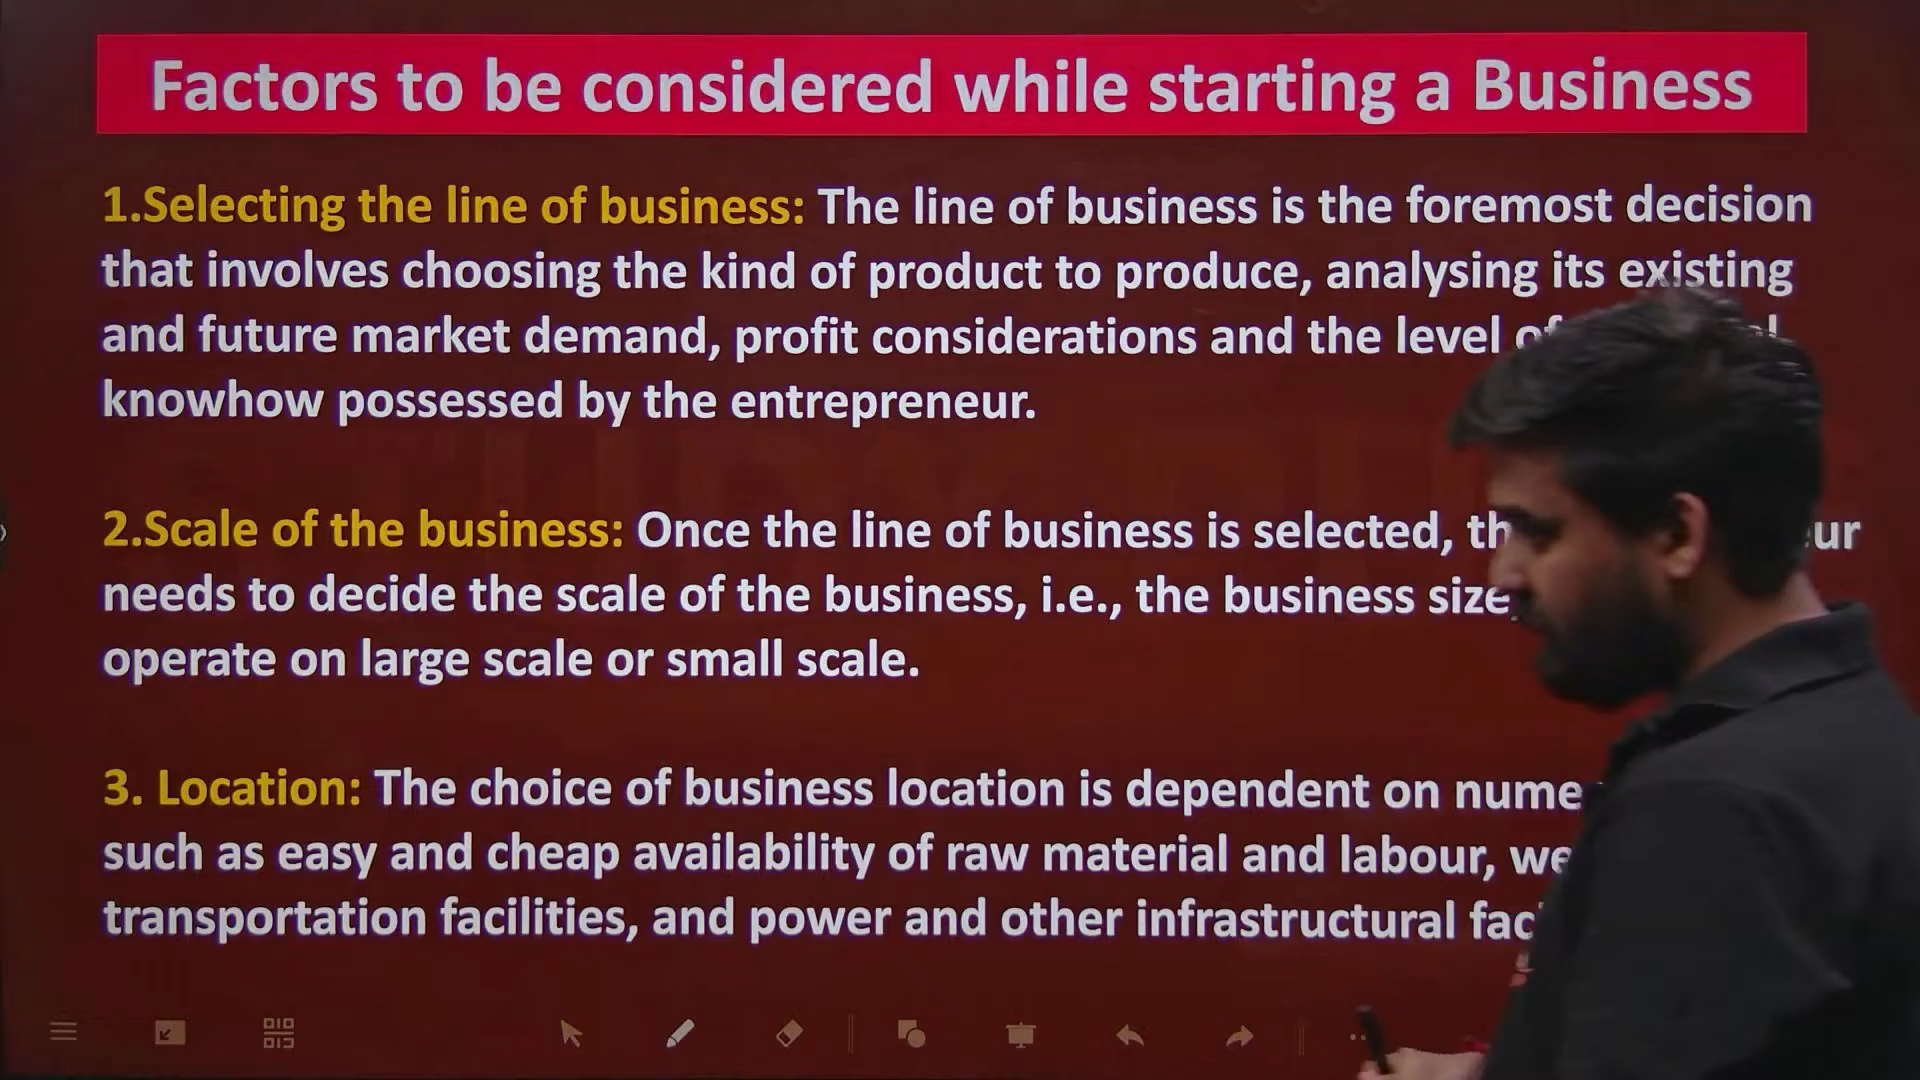 Factors to be considered while starting a Business
1.Selecting the line of business: The line of business is the foremost decision
that involves choosing the kind of product to produce, analysing its existing
and future market demand, profit considerations and the level
knowhow possessed by the entrepreneur.
2.Scale of the business: Once the line of business is selected,
needs to decide the scale of the business, i.e., the business size
operate on large scale or small scale.
3. Location: The choice of business location is dependent on
such as easy and cheap availability of raw material and labour,
transportation facilities, and power and other infrastructural